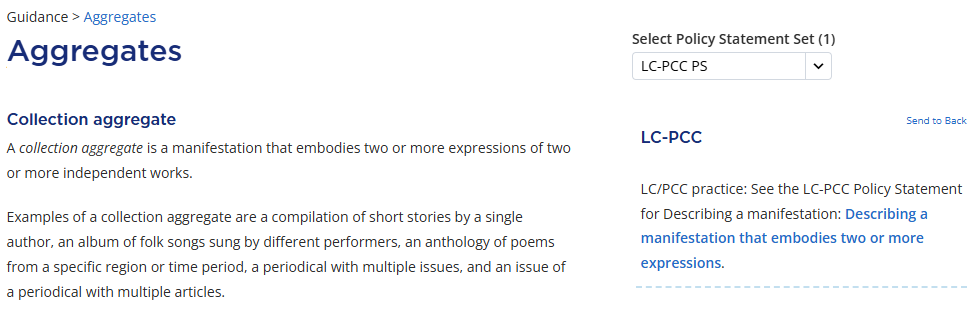 Guidance > Aggregates
Aggregates
Select Policy Statement Set (1)
LC-PCC PS
Collection aggregate
A collection aggregate is a manifestation that embodies two or more expressions of two
or more independent works.
Examples of a collection aggregate are a compilation of short stories by a single
author, an album of folk songs sung by different performers, an anthology of poems
from a specific region or time period, a periodical with multiple issues, and an issue of
a periodical with multiple articles.
Send to Back
LC-PCC
LC/PCC practice: See the LC-PCC Policy Statement
for Describing a manifestation: Describing a
manifestation that embodies two or more
expressions.